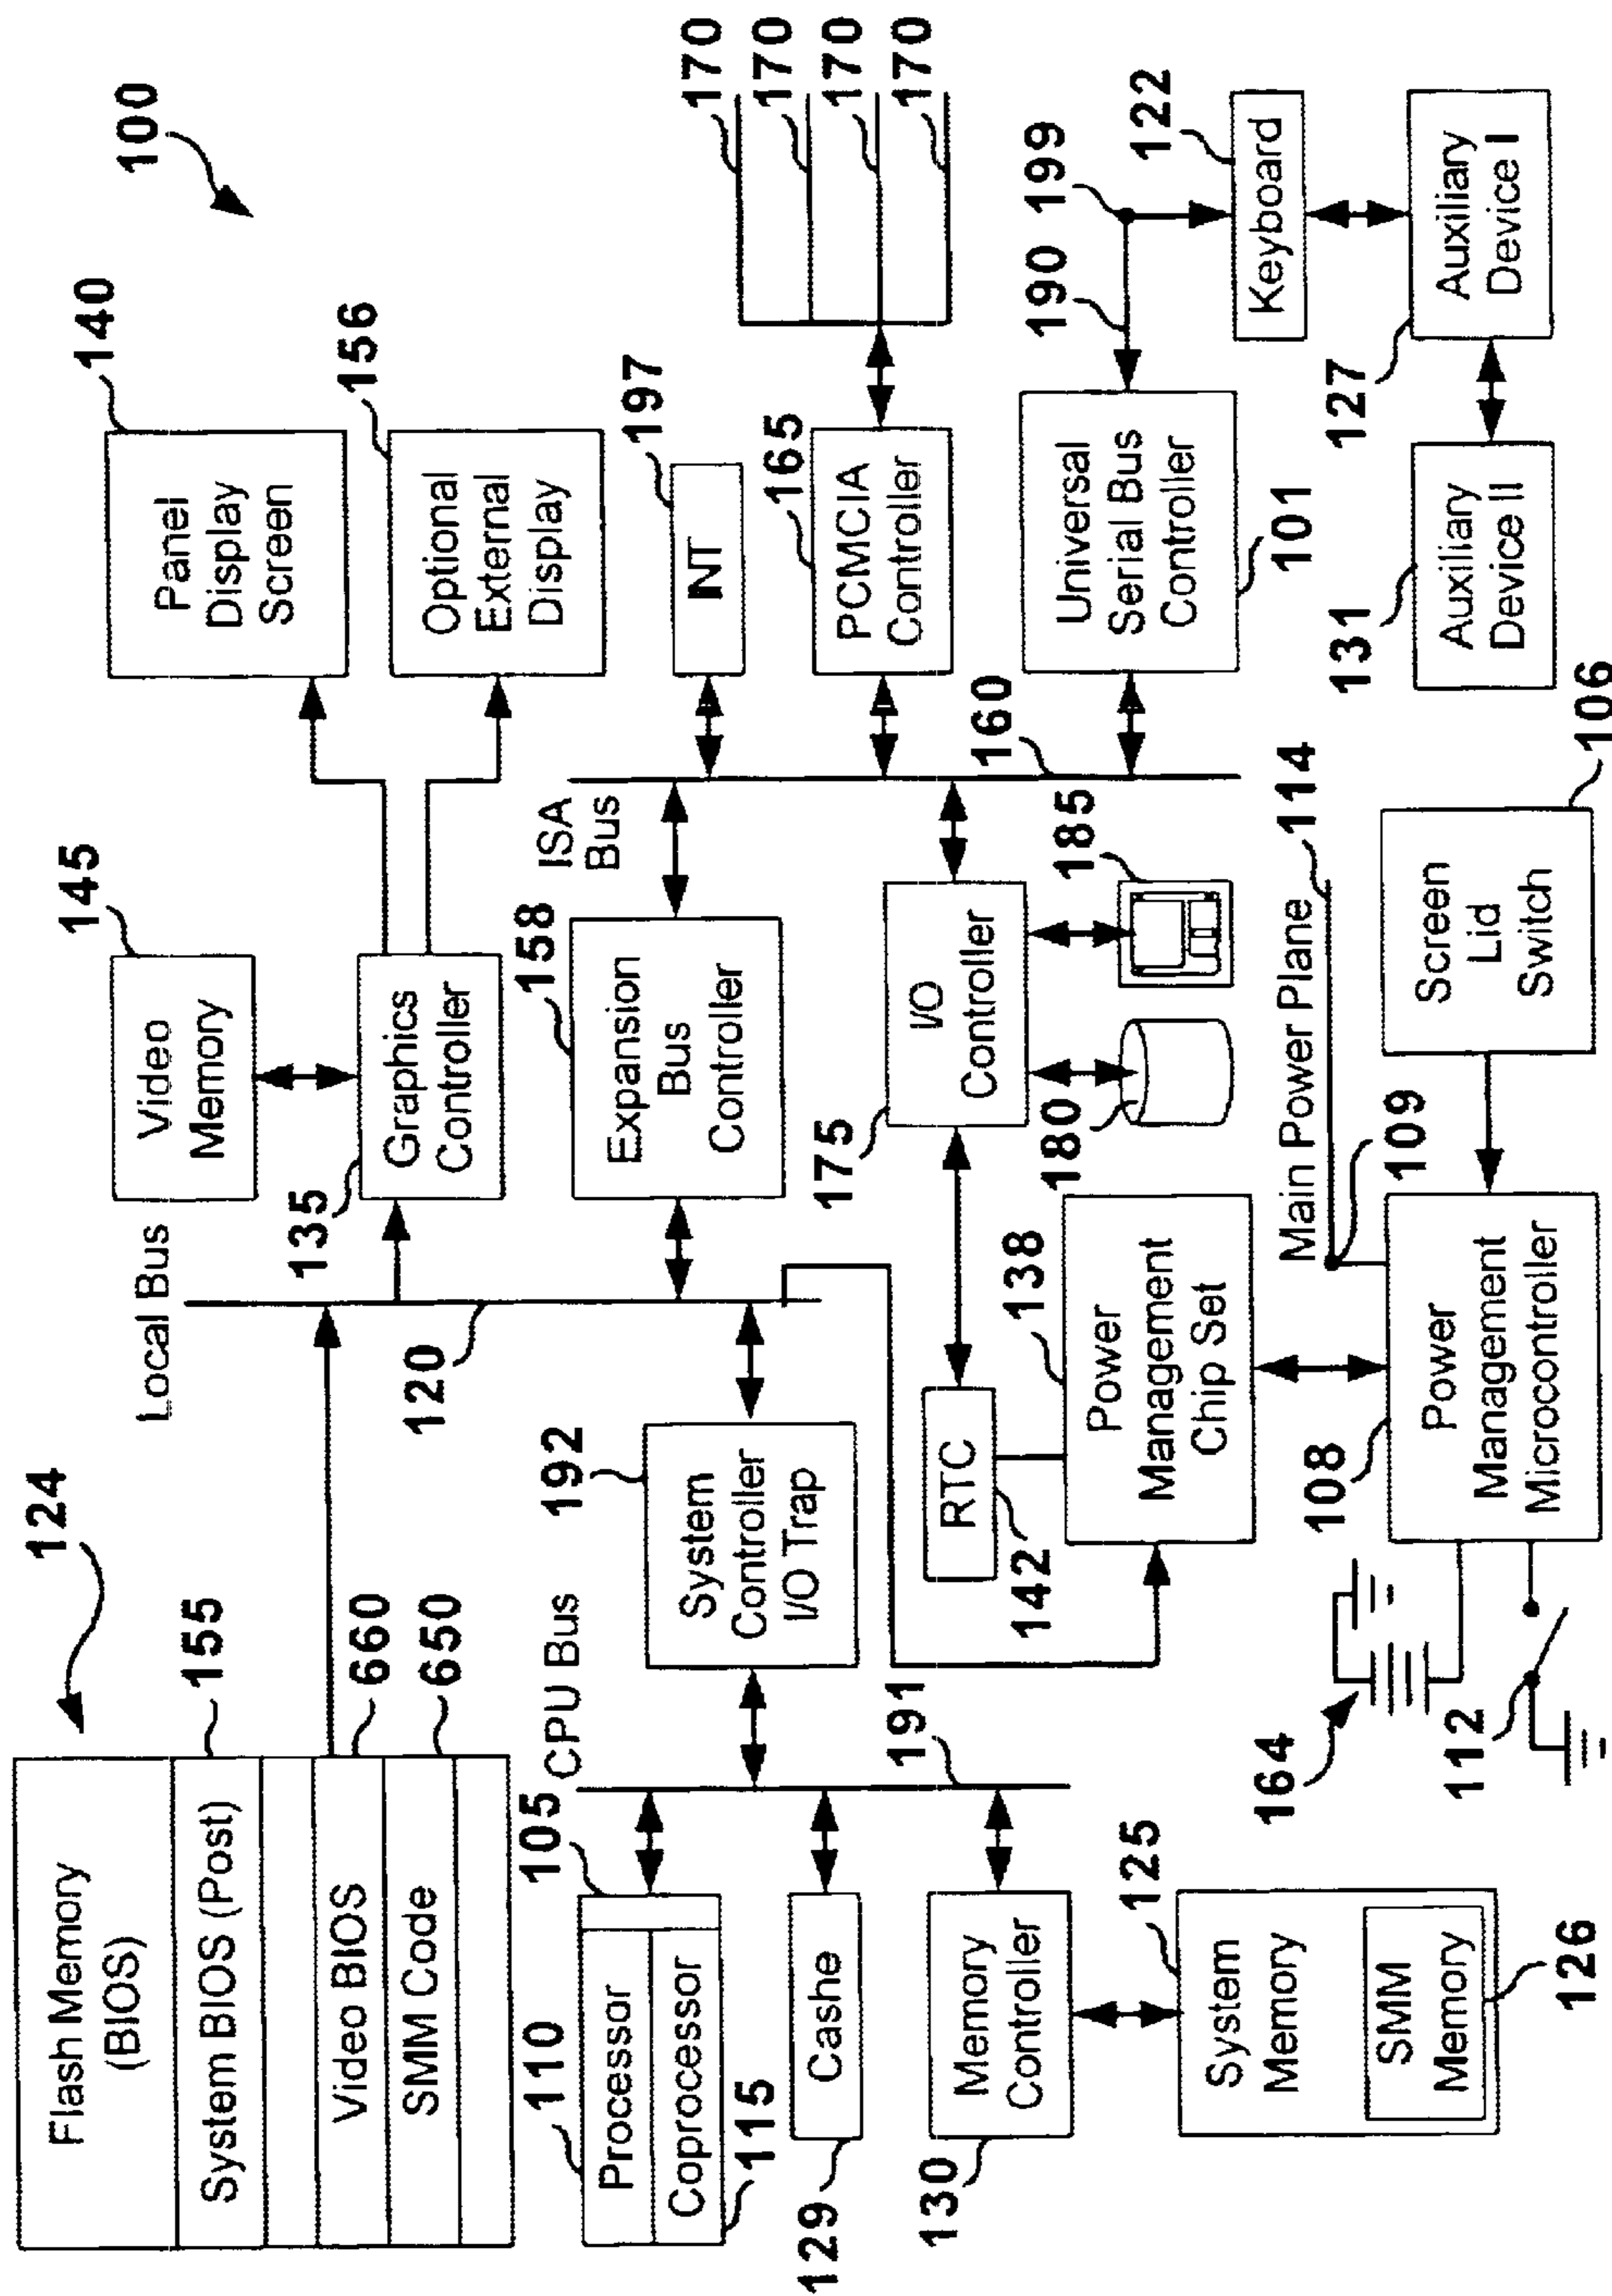 100
124
Flash Memory
(BIOS)
System BIOS (Post)
155
Video BIOS
660
SMM Code
650
Local Bus
120
Video
Memory
145
Graphics
Controller
135
Panel
Display
Screen
140
Optional
External
Display
156
110
Processor
Coprocessor
105
115
Cashe
129
Memory
Controller
130
System
Memory
125
SMM
Memory
126
CPU Bus
191
System
Controller
I/O Trap
192
Expansion
Bus
Controller
158
ISA
Bus
160
INT
197
PCMCIA
Controller
165
170
170
170
170
Universal
Serial Bus
Controller
101
190
199
Keyboard
122
Auxiliary
Device I
127
Auxiliary
Device II
131
I/O
Controller
175
180
185
RTC
142
Power
Management
Chip Set
138
Power
Management
Microcontroller
108
Main Power Plane
114
109
Screen
Lid
Switch
106
164
112